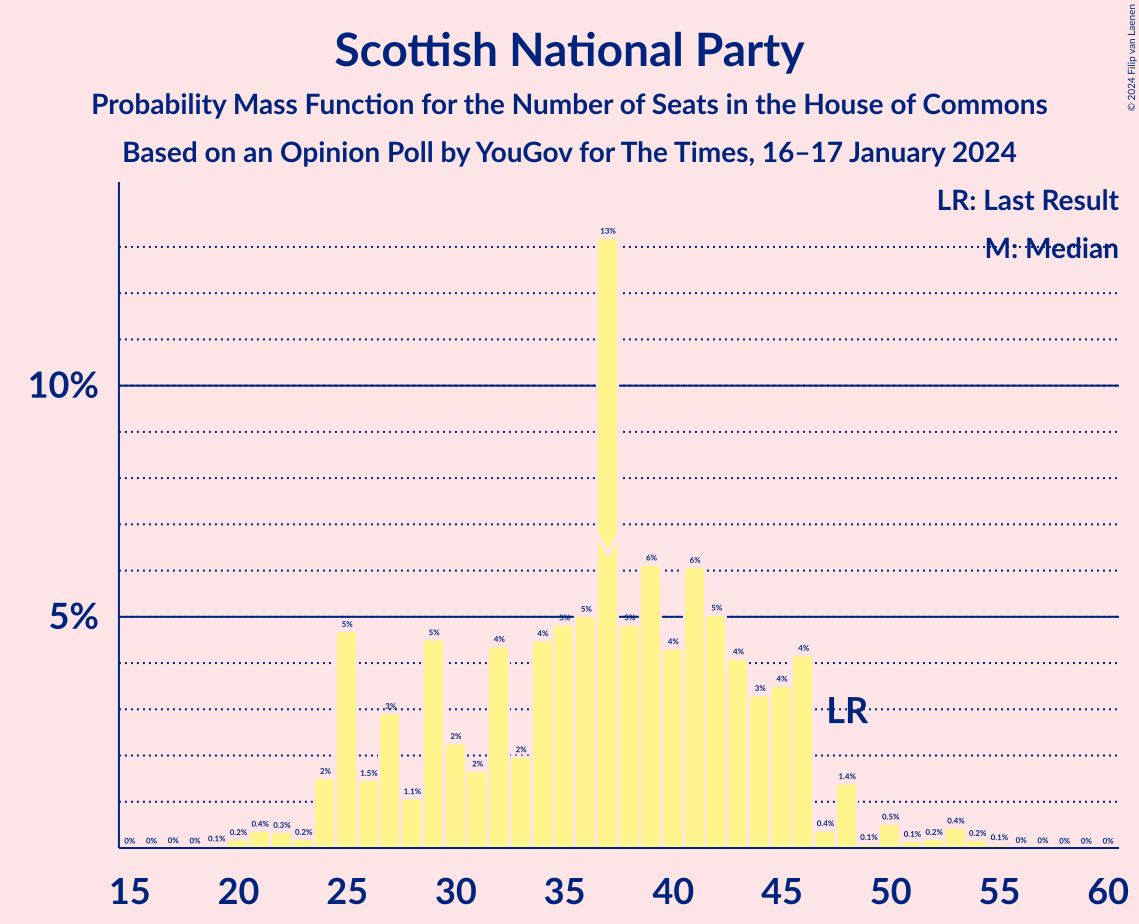 Scottish National Party
Probability Mass Function for the Number of Seats in the House of Commons
Based on an Opinion Poll by YouGov for The Times, 16–17 January 2024
© 2024 Filip van Laenen
LR: Last Result
M: Median
10%
5%
0% 0% 0% 0% 0.1% 0.2% 0.4% 0.3% 0.2% 2% 5% 1.5% 3% 1.1% 5% 2% 2% 4% 2% 4% 5% 5% 13% 5% 6% 4% 6% 5% 4% 3% 4% 4% 0.4% 1.4% 0.1% 0.5% 0.1% 0.2% 0.4% 0.2% 0.1% 0% 0% 0% 0% 0%
LR
15 20 25 30 35 40 45 50 55 60